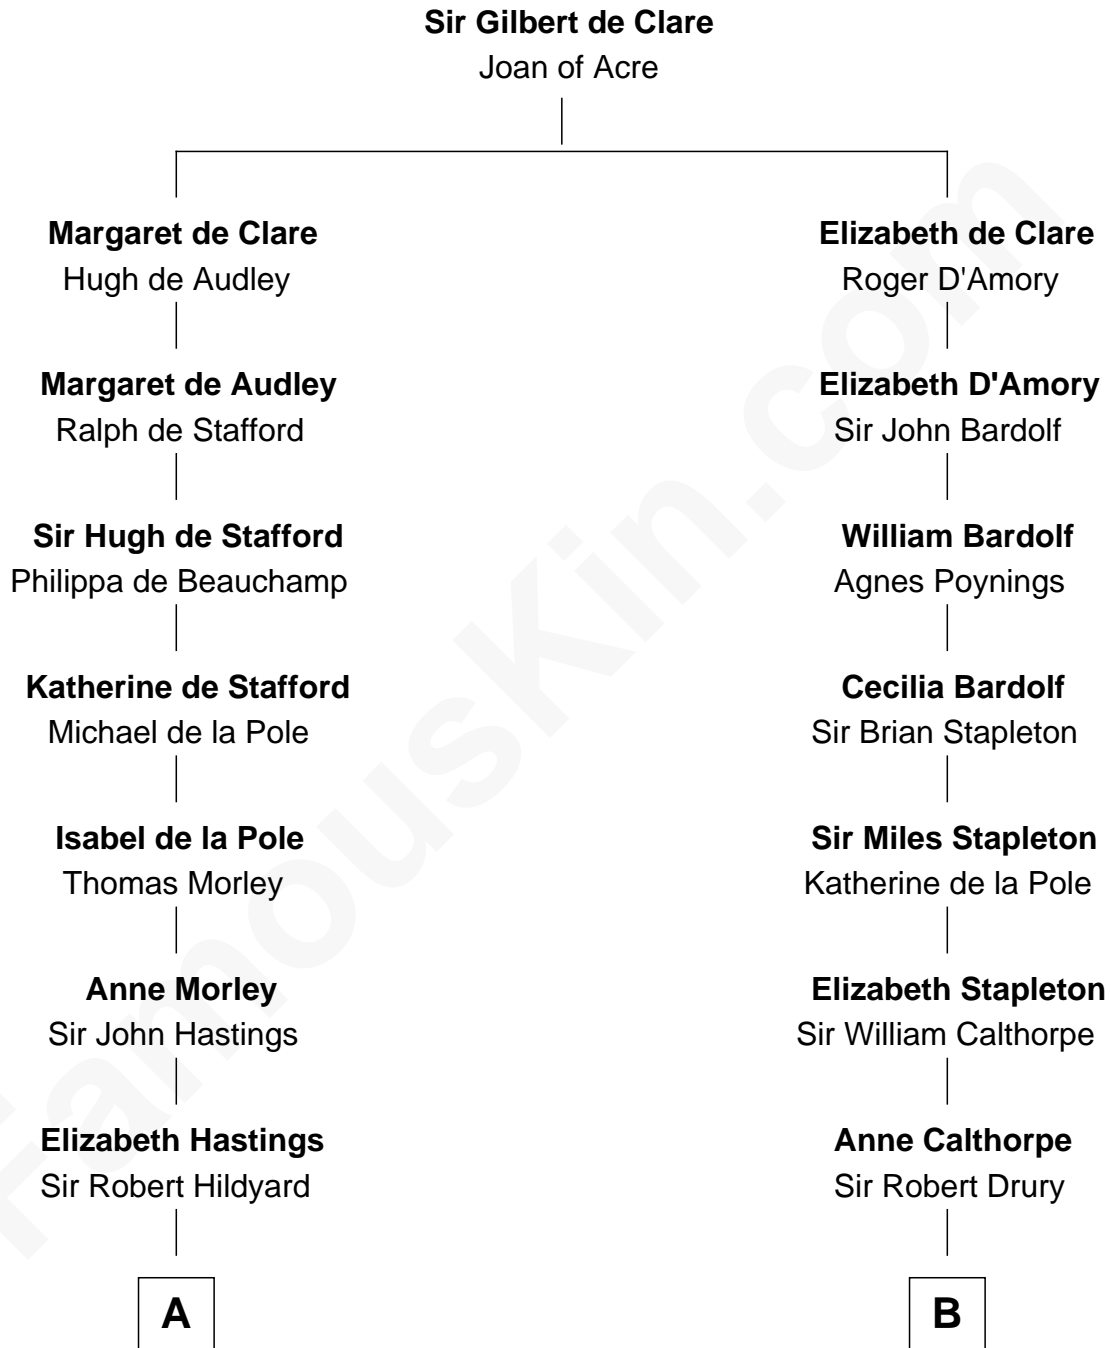 Sir Gilbert de Clare
Joan of Acre
Margaret de Clare
Hugh de Audley
Elizabeth de Clare
Roger D'Amory
Margaret de Audley
Ralph de Stafford
Elizabeth D'Amory
Sir John Bardolf
Sir Hugh de Stafford
Philippa de Beauchamp
William Bardolf
Agnes Poynings
Katherine de Stafford
Michael de la Pole
Cecilia Bardolf
Sir Brian Stapleton
Isabel de la Pole
Thomas Morley
Sir Miles Stapleton
Katherine de la Pole
Anne Morley
Sir John Hastings
Elizabeth Stapleton
Sir William Calthorpe
Elizabeth Hastings
Sir Robert Hildyard
Anne Calthorpe
Sir Robert Drury
A
B
FamousKin.com